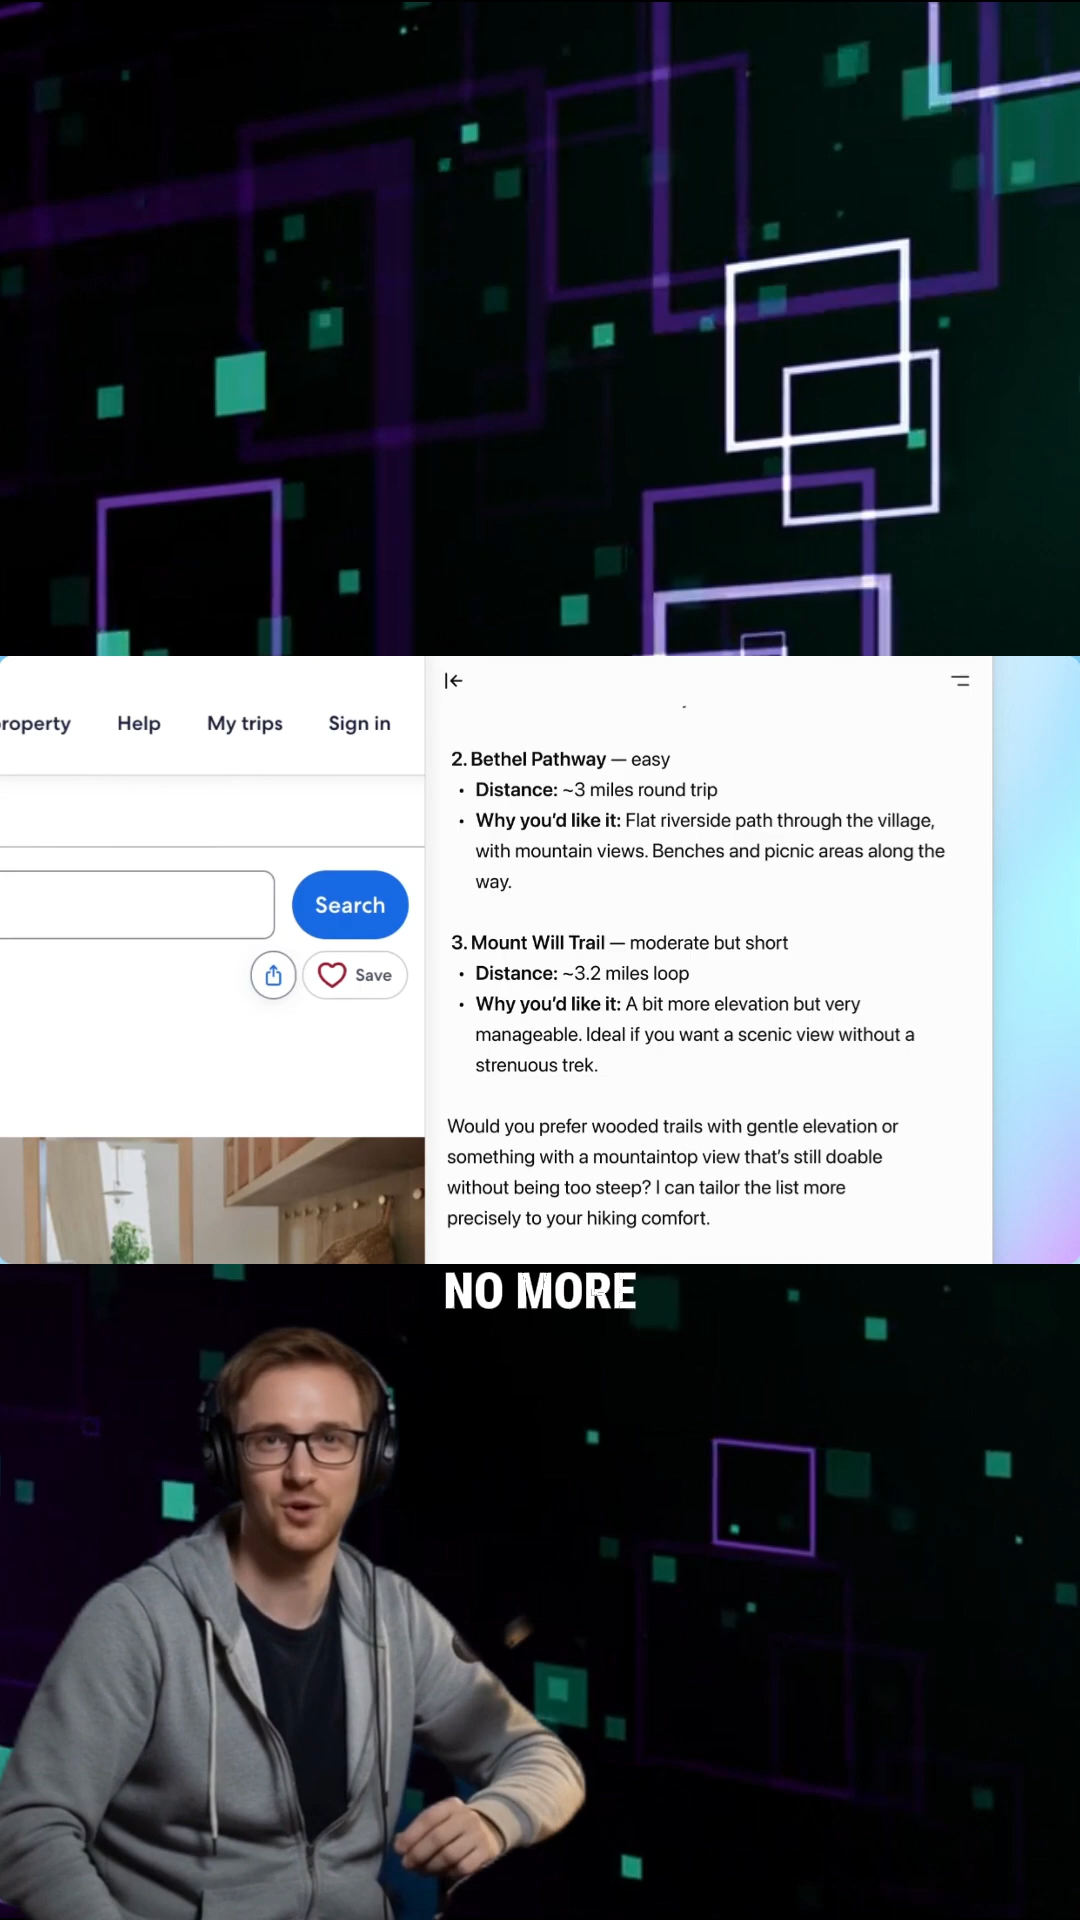 roperty Help My trips Sign in
Search
Save
2. Bethel Pathway — easy
• Distance: ~3 miles round trip
• Why you’d like it: Flat riverside path through the village,
with mountain views. Benches and picnic areas along the
way.
3. Mount Will Trail — moderate but short
• Distance: ~3.2 miles loop
• Why you’d like it: A bit more elevation but very
manageable. Ideal if you want a scenic view without a
strenuous trek.
Would you prefer wooded trails with gentle elevation or
something with a mountaintop view that’s still doable
without being too steep? I can tailor the list more
precisely to your hiking comfort.
NO MORE